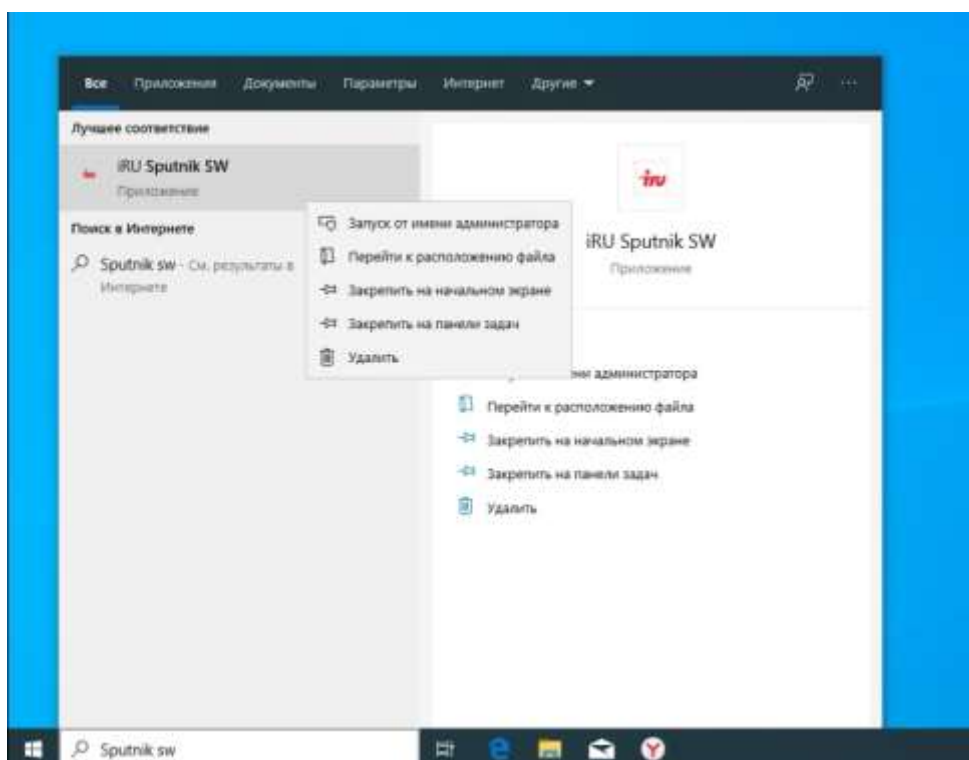 Все Приложения Документы Параметры Интернет Другие
Лучшее соответствие
iRU Sputnik SW
Приложение
Поиск в Интернете
Sputnik sw - См. результаты в
Интернете
Запуск от имени администратора
Перейти к расположению файла
Закрепить на начальном экране
Закрепить на панели задач
Удалить
iru
iRU Sputnik SW
Приложение
администратора
Перейти к расположению файла
Закрепить на начальном экране
Закрепить на панели задач
Удалить
Sputnik sw